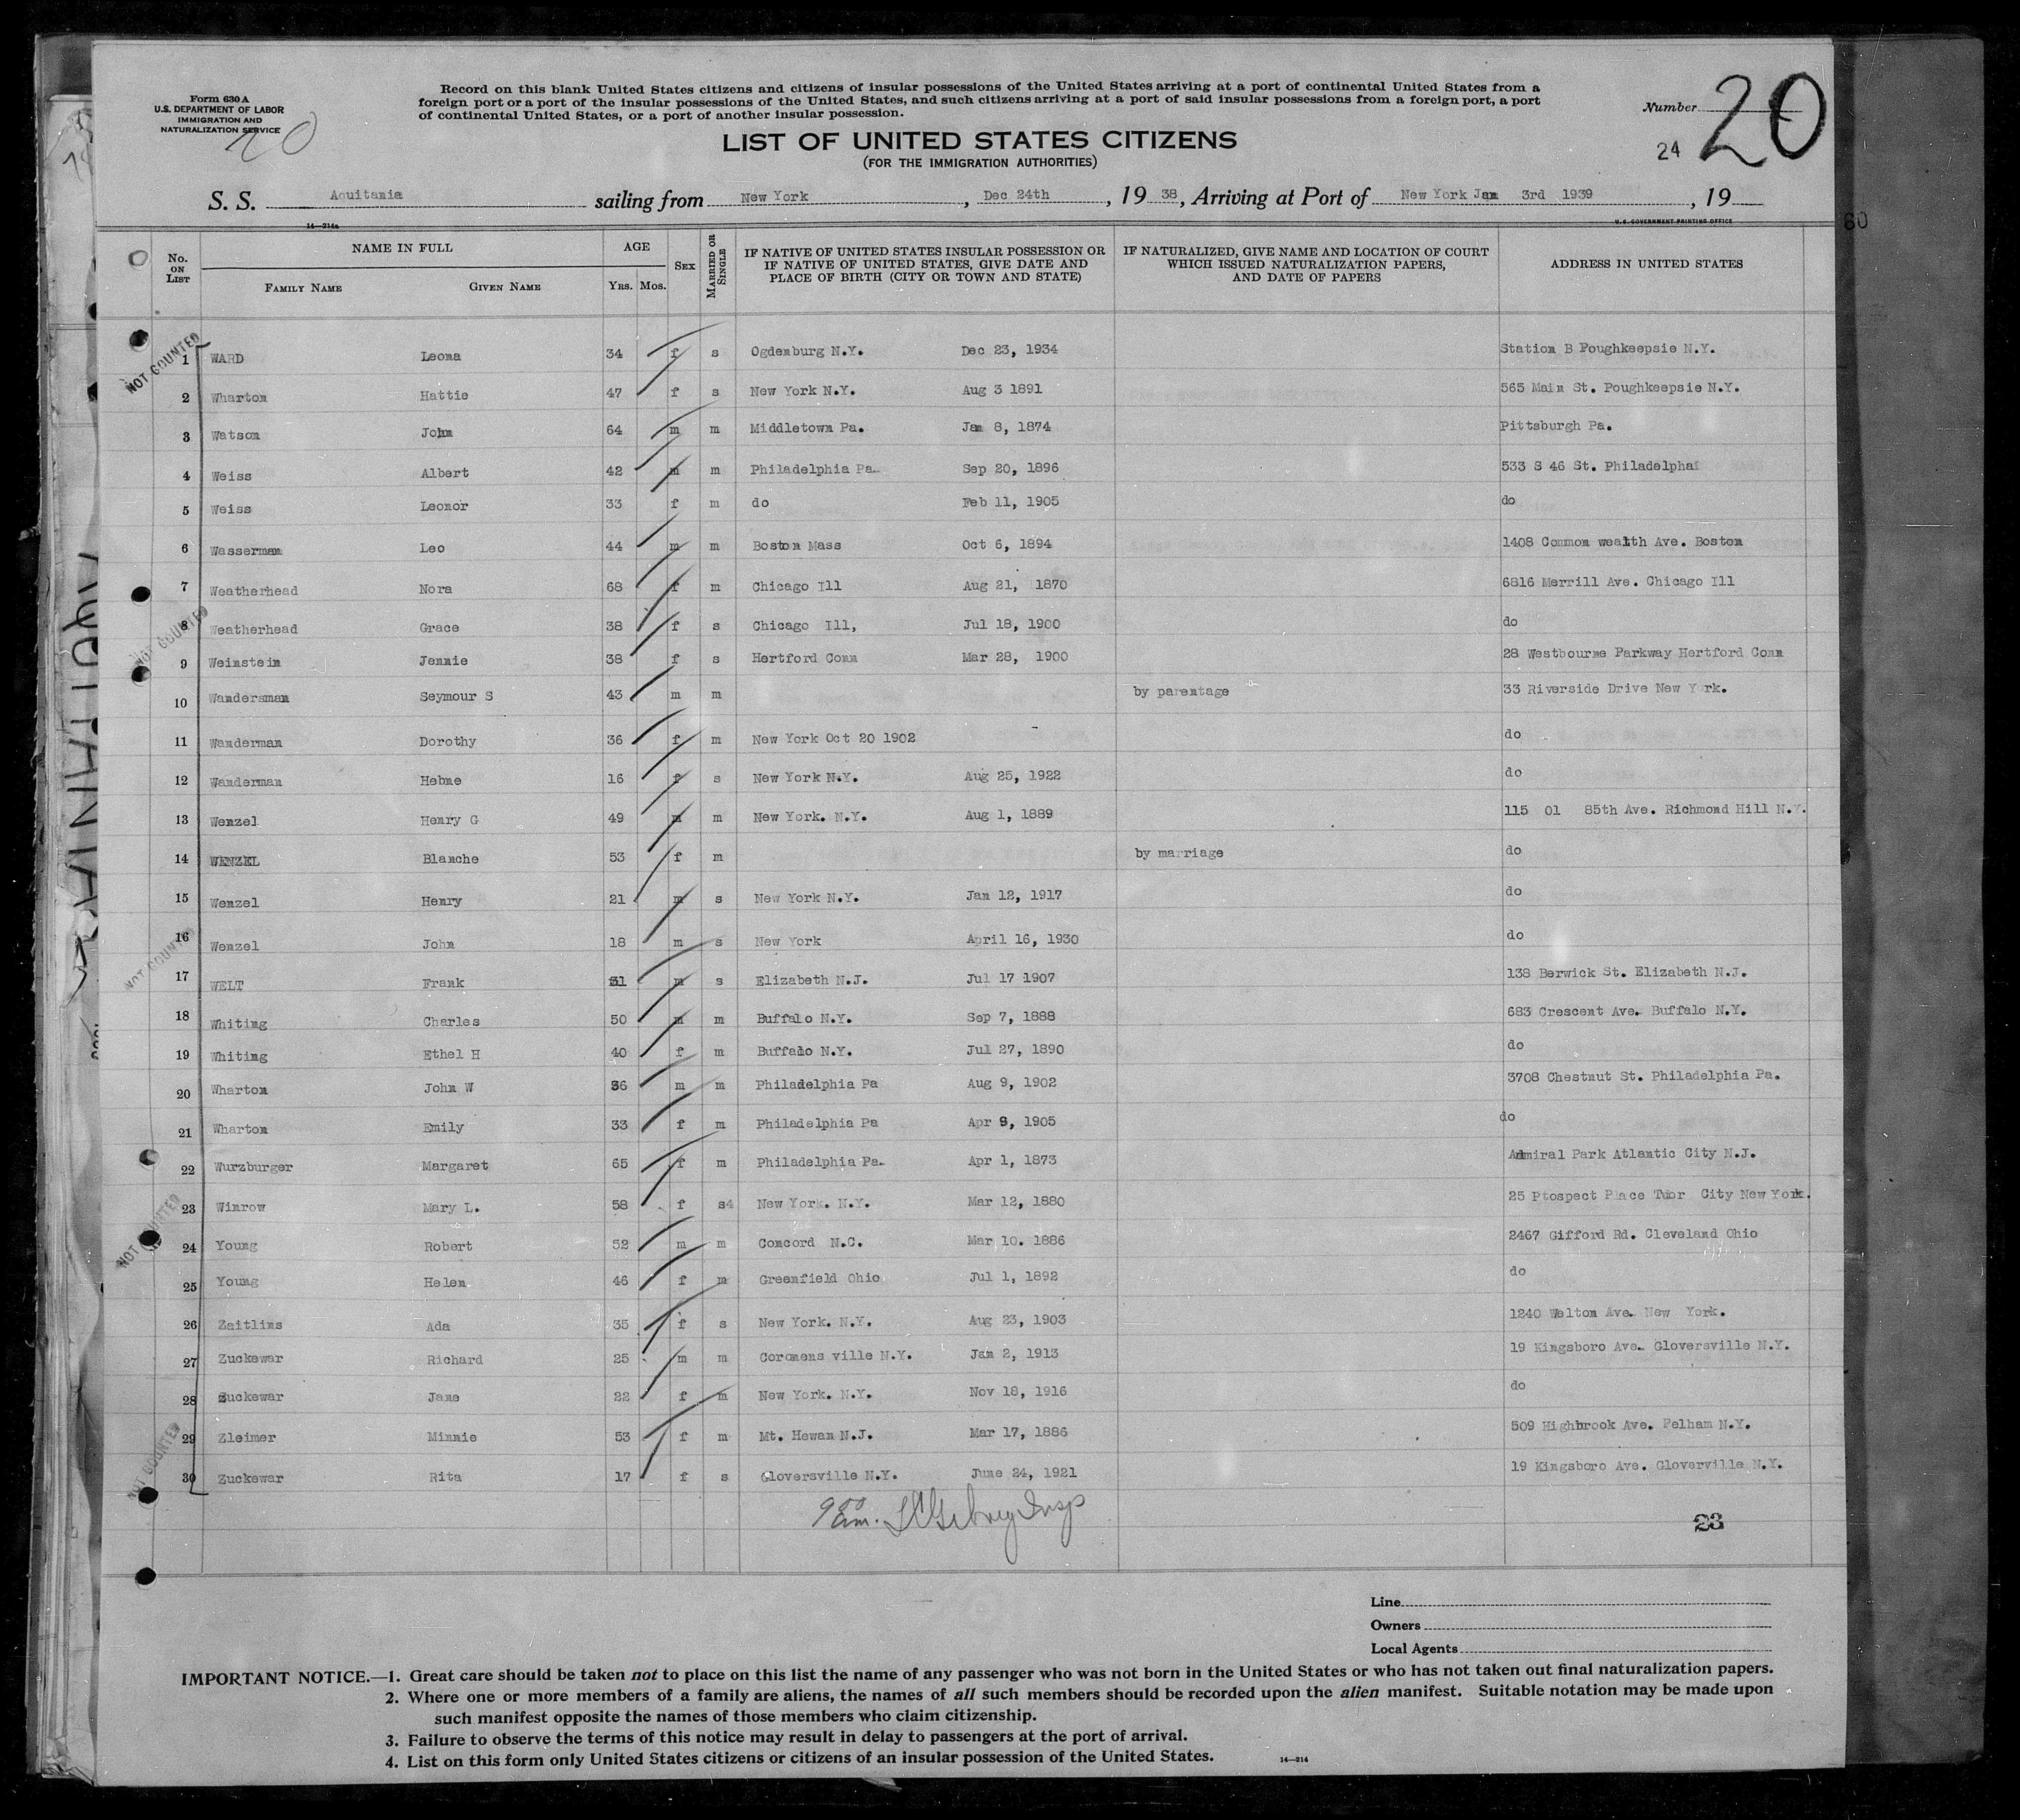 Form 630 A
U.S. DEPARTMENT OF LABOR
IMMIGRATION AND
NATURALIZATION SERVICE
20
Record on this blank United States citizens and citizens of insular possessions of the United States arriving at a port of continental United States from a
foreign port or a port of the insular possessions of the United States, and such citizens arriving at a port of said insular possessions from a foreign port, a port
of continental United States, or a port of another insular possession.
Number 20
24
LIST OF UNITED STATES CITIZENS
(FOR THE IMMIGRATION AUTHORITIES)
S. S. Aquitania sailing from New York, Dec 24th, 19 38, Arriving at Port of New York Jan 3rd 1939, 19
14—214a
U.S. GOVERNMENT PRINTING OFFICE
60
No. ON LIST NAME IN FULL FAMILY NAME GIVEN NAME AGE YRS. MOS. SEX MARRIED OR SINGLE IF NATIVE OF UNITED STATES INSULAR POSSESSION OR IF NATIVE OF UNITED STATES, GIVE DATE AND PLACE OF BIRTH (CITY OR TOWN AND STATE) IF NATURALIZED, GIVE NAME AND LOCATION OF COURT WHICH ISSUED NATURALIZATION PAPERS, AND DATE OF PAPERS ADDRESS IN UNITED STATES
NOT COUNTED
1 WARD Leona 34 f s Ogdenburg N.Y. Dec 23, 1934 Station B Poughkeepsie N.Y.
2 Wharton Hattie 47 f s New York N.Y. Aug 3 1891 565 Main St. Poughkeepsie N.Y.
3 Watson John 64 m m Middletown Pa. Jan 8, 1874 Pittsburgh Pa.
4 Weiss Albert 42 m m Philadelphia Pa. Sep 20, 1896 533 S 46 St. Philadelpha
5 Weiss Leonor 33 f m do Feb 11, 1905 do
6 Wasserman Leo 44 m m Boston Mass Oct 6, 1894 1408 Common wealth Ave. Boston
7 Weatherhead Nora 68 f m Chicago Ill Aug 21, 1870 6816 Merrill Ave. Chicago Ill
NOT COUNTED
8 Weatherhead Grace 38 f s Chicago Ill, Jul 18, 1900 do
9 Weinstein Jennie 38 f s Hertford Conn Mar 28, 1900 28 Westbourne Parkway Hertford Conn
10 Wandersman Seymour S 43 m m by parentage 33 Riverside Drive New York.
11 Wanderman Dorothy 36 f m New York Oct 20 1902 do
12 Wanderman Hebne 16 f s New York N.Y. Aug 25, 1922 do
13 Wenzel Henry G 49 m m New York. N.Y. Aug 1, 1889 115 01 85th Ave. Richmond Hill N.Y.
14 WENZEL Blanche 53 f m by marriage do
15 Wenzel Henry 21 m s New York N.Y. Jan 12, 1917 do
NOT COUNTED
16 Wenzel John 18 m s New York April 16, 1930 do
17 WELT Frank 31 m s Elizabeth N.J. Jul 17 1907 138 Berwick St. Elizabeth N.J.
18 Whiting Charles 50 m m Buffalo N.Y. Sep 7, 1888 683 Crescent Ave. Buffalo N.Y.
19 Whiting Ethel H 40 f m Buffado N.Y. Jul 27, 1890 do
20 Wharton John W 36 m m Philadelphia Pa Aug 9, 1902 3708 Chestnut St. Philadelphia Pa.
21 Wharton Emily 33 f m Philadelphia Pa Apr 9, 1905 do
22 Wurzburger Margaret 65 f m Philadelphia Pa. Apr 1, 1873 Admiral Park Atlantic City N.J.
NOT COUNTED
23 Winrow Mary L. 58 f s4 New York. N.Y. Mar 12, 1880 25 Ptospect Place Tuor City New York.
24 Young Robert 52 m m Concord N.C. Mar 10. 1886 2467 Gifford Rd. Cleveland Ohio
25 Young Helen 46 f m Greenfield Ohio Jul 1, 1892 do
26 Zaitlins Ada 35 f s New York. N.Y. Aug 23, 1903 1240 Welton Ave. New York.
27 Zuckewar Richard 25 m m Coronens ville N.Y. Jan 2, 1913 19 Kingsboro Ave. Gloversville N.Y.
28 Zuckewar Jane 22 f m New York. N.Y. Nov 18, 1916 do
NOT COUNTED
29 Zleimer Minnie 53 f m Mt. Hewan N.J. Mar 17, 1886 509 Highbrook Ave. Pelham N.Y.
30 Zuckewar Rita 17 f s Gloversville N.Y. June 24, 1921 19 Kingsboro Ave. Gloverville N.Y.
9 00 am. Insp
23
Line
Owners
Local Agents
IMPORTANT NOTICE.—1. Great care should be taken not to place on this list the name of any passenger who was not born in the United States or who has not taken out final naturalization papers.
2. Where one or more members of a family are aliens, the names of all such members should be recorded upon the alien manifest. Suitable notation may be made upon
such manifest opposite the names of those members who claim citizenship.
3. Failure to observe the terms of this notice may result in delay to passengers at the port of arrival.
4. List on this form only United States citizens or citizens of an insular possession of the United States.
14—214
AQUITANIA